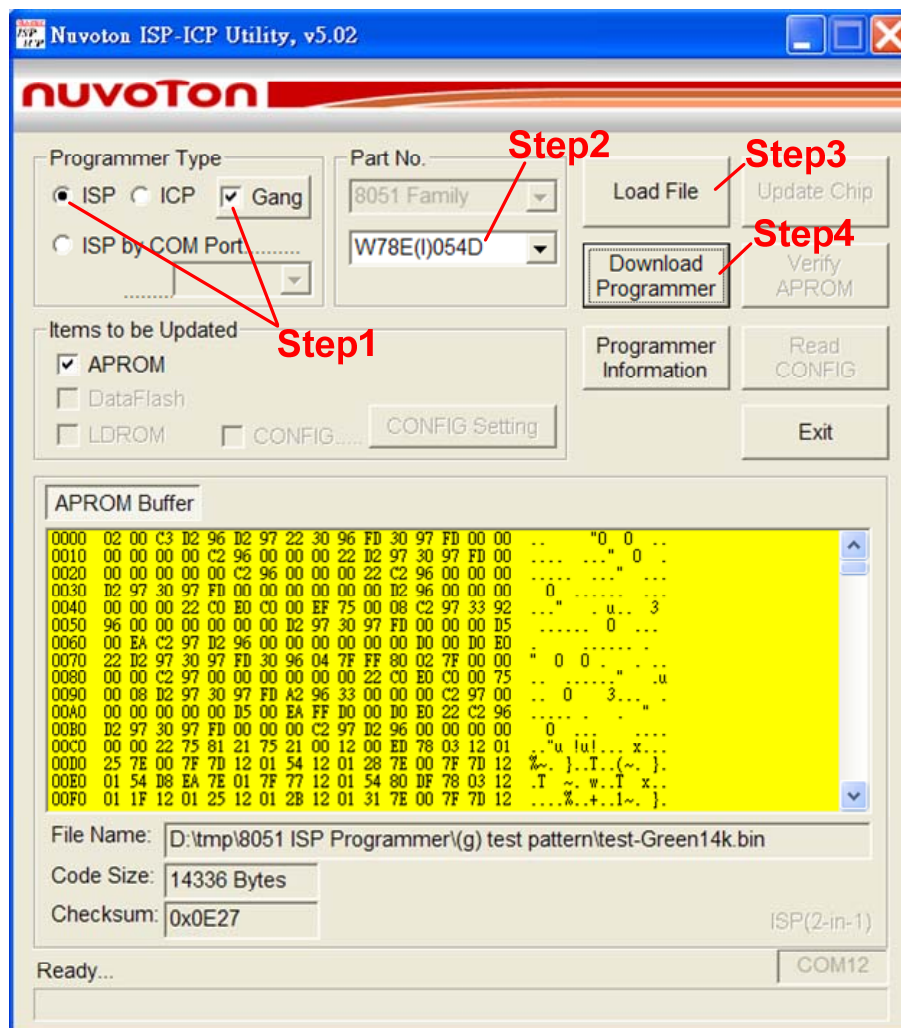 Nuvoton ISP-ICP Utility, v5.02
nuvoTon
Programmer Type
ISP ICP Gang
ISP by COM Port..........
Step1
Part No.
8051 Family
W78E(I)054D
Step2
Load File
Step3
Update Chip
Download Programmer
Step4
Verify APROM
Programmer Information
Read CONFIG
Exit
Items to be Updated
APROM
DataFlash
LDROM CONFIG..... CONFIG Setting
APROM Buffer
0000 02 00 C3 D2 96 D2 97 22 30 96 FD 30 97 FD 00 00
0010 00 00 00 00 C2 96 00 00 00 22 D2 97 30 97 FD 00
0020 00 00 00 00 00 C2 96 00 00 00 22 C2 96 00 00 00
0030 D2 97 30 97 FD 00 00 00 00 00 00 D2 96 00 00 00
0040 00 00 00 22 C0 E0 C0 00 EF 75 00 08 C2 97 33 92
0050 96 00 00 00 00 00 00 D2 97 30 97 FD 00 00 00 D5
0060 00 EA C2 97 D2 96 00 00 00 00 00 00 D0 00 D0 E0
0070 22 D2 97 30 97 FD 30 96 04 7F FF 80 02 7F 00 00
0080 00 00 C2 97 00 00 00 00 00 00 22 C0 E0 C0 00 75
0090 00 08 D2 97 30 97 FD A2 96 33 00 00 00 C2 97 00
00A0 00 00 00 00 00 D5 00 EA FF D0 00 D0 E0 22 C2 96
00B0 D2 97 30 97 FD 00 00 00 C2 97 D2 96 00 00 00 00
00C0 00 00 22 75 81 21 75 21 00 12 00 ED 78 03 12 01
00D0 25 7E 00 7F 7D 12 01 54 12 01 28 7E 00 7F 7D 12
00E0 01 54 D8 EA 7E 01 7F 77 12 01 54 80 DF 78 03 12
00F0 01 1F 12 01 25 12 01 2B 12 01 31 7E 00 7F 7D 12
File Name: D:\tmp\8051 ISP Programmer\(g) test pattern\test-Green14k.bin
Code Size: 14336 Bytes
Checksum: 0x0E27
ISP(2-in-1)
Ready...
COM12